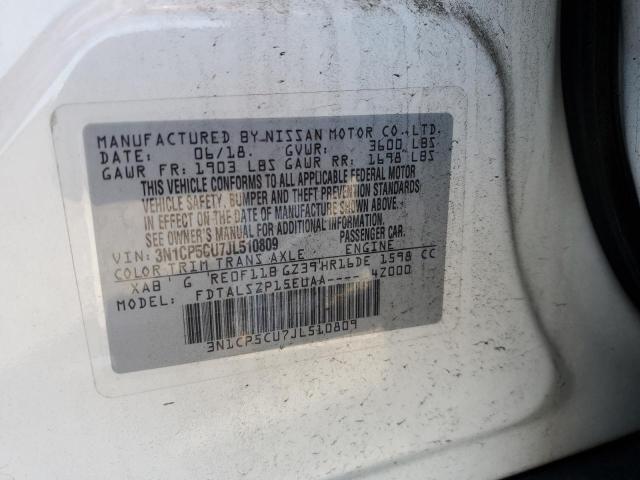 MANUFACTURED BY NISSAN MOTOR CO.,LTD.
DATE: 06/18. GVWR: 3600 LBS
GAWR FR: 1903 LBS GAWR RR: 1698 LBS
THIS VEHICLE CONFORMS TO ALL APPLICABLE FEDERAL MOTOR
VEHICLE SAFETY, BUMPER AND THEFT PREVENTION STANDARDS
IN EFFECT ON THE DATE OF MANUFACTURE SHOWN ABOVE.
SEE OWNER'S MANUAL FOR ADDITIONAL INFORMATION
VIN: 3N1CP5CU7JL510809 PASSENGER CAR.
COLOR TRIM TRANS AXLE ENGINE
XAB G RE0F11B GZ39 HR16DE 1598 CC
MODEL: FDTALSZP15EUAA---- 4Z000
3N1CP5CU7JL510809